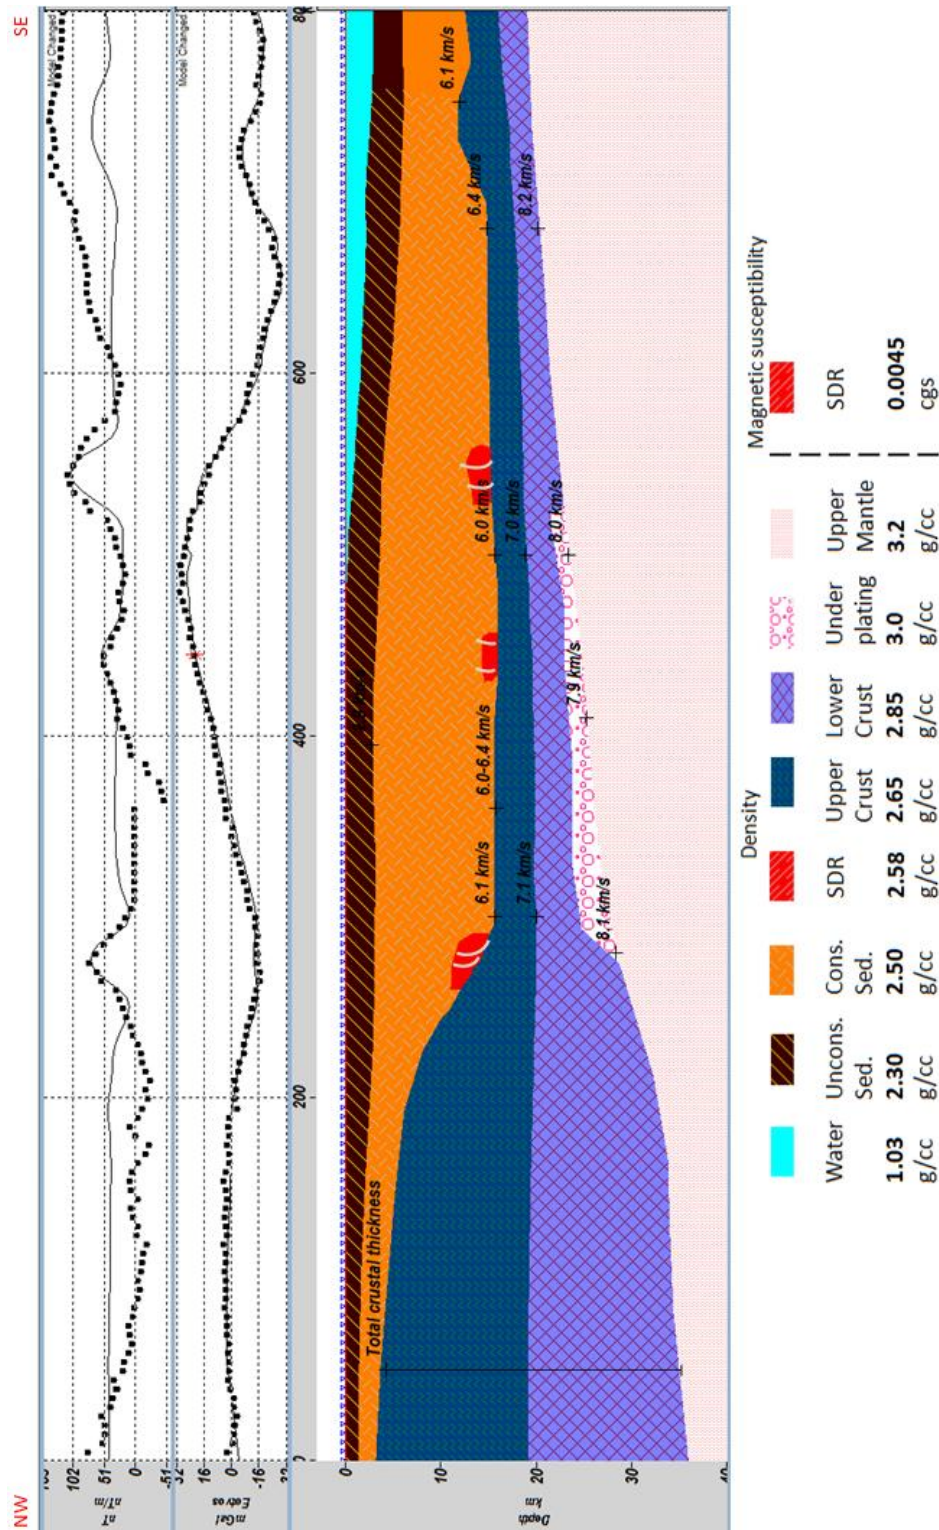 NW
SE
Model Changed
102
51
0
-51
nT
nT/m
Model Changed
16
0
-16
mGal
Eotvos
0
200
400
600
80
0
10
20
30
Depth
km
Total crustal thickness
6.1 km/s
7.1 km/s
8.1 km/s
6.0-6.4 km/s
7.9 km/s
6.0 km/s
7.0 km/s
8.0 km/s
6.4 km/s
8.2 km/s
6.1 km/s
Density
Magnetic susceptibility
Water
1.03
g/cc
Uncons.
Sed.
2.30
g/cc
Cons.
Sed.
2.50
g/cc
SDR
2.58
g/cc
Upper
Crust
2.65
g/cc
Lower
Crust
2.85
g/cc
Under
plating
3.0
g/cc
Upper
Mantle
3.2
g/cc
SDR
0.0045
cgs